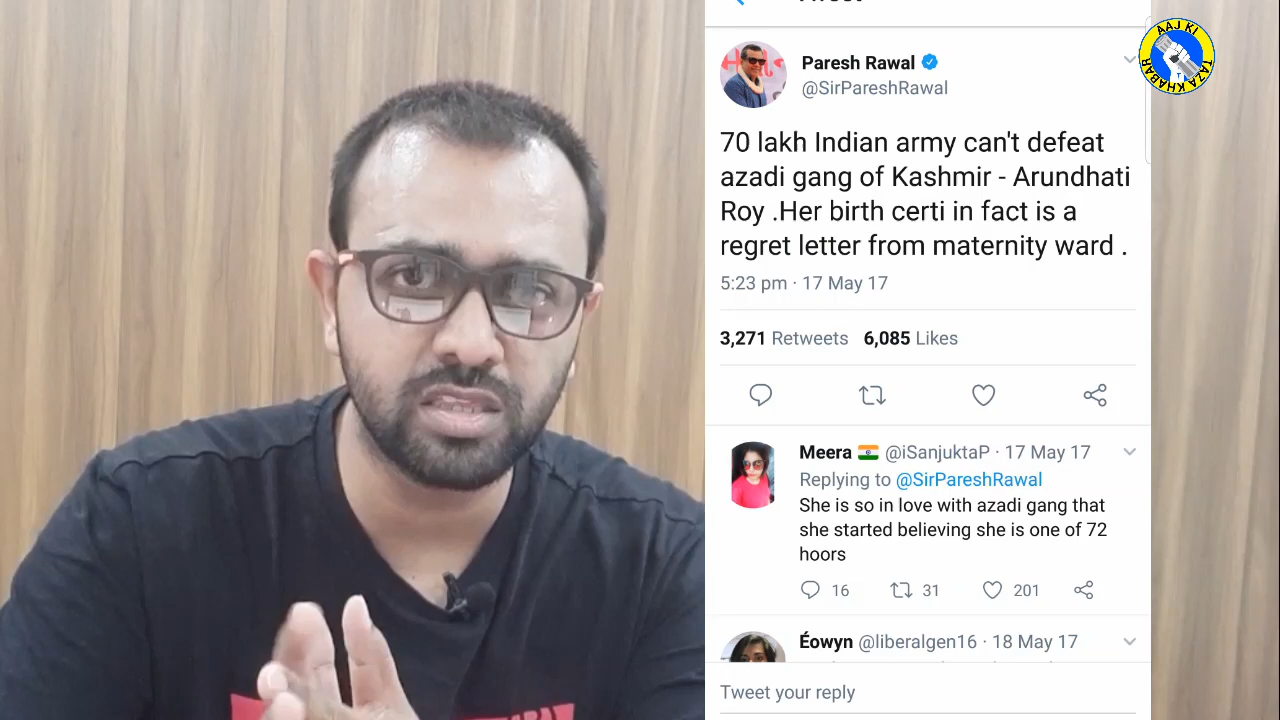 Paresh Rawal
@SirPareshRawal
70 lakh Indian army can't defeat
azadi gang of Kashmir - Arundhati
Roy .Her birth certi in fact is a
regret letter from maternity ward .
5:23 pm · 17 May 17
3,271 Retweets 6,085 Likes
Meera @iSanjuktaP · 17 May 17
Replying to @SirPareshRawal
She is so in love with azadi gang that
she started believing she is one of 72
hoors
16 31 201
Éowyn @liberalgen16 · 18 May 17
Tweet your reply
AAJ KI
TAZA KHABAR